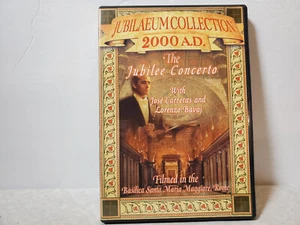 JUBILAEUM COLLECTION
2000 A.D.
The
Jubilee Concerto
With
José Carreras and
Lorenzo Bavaj
Filmed in the
Basilica Santa Maria Maggiore, Rome